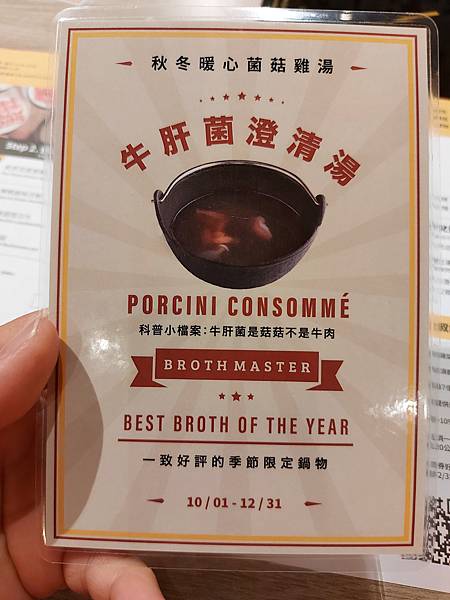 秋冬暖心菌菇雞湯
牛肝菌澄清湯
PORCINI CONSOMMÉ
科普小檔案:牛肝菌是菇菇不是牛肉
BROTH MASTER
BEST BROTH OF THE YEAR
一致好評的季節限定鍋物
10 / 01 - 12 / 31
Step 2.